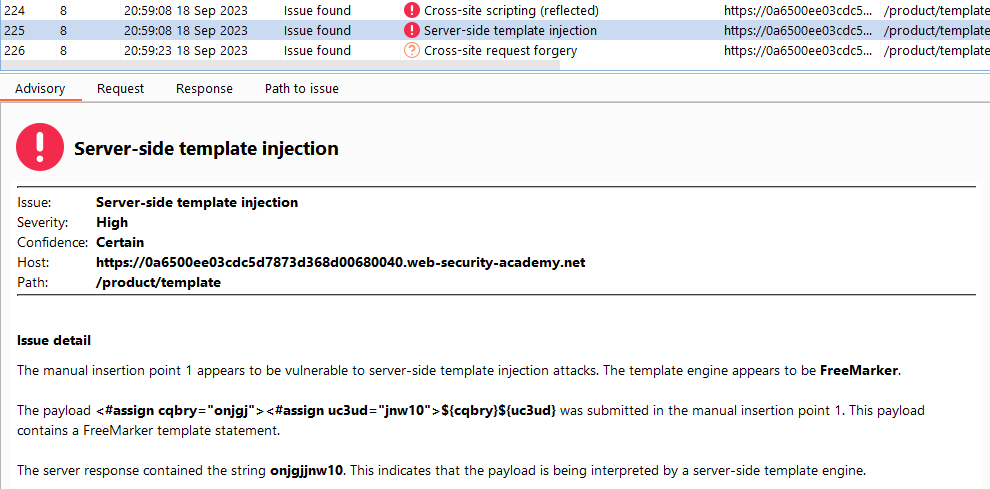 224 8 20:59:08 18 Sep 2023 Issue found Cross-site scripting (reflected) https://0a6500ee03cdc5... /product/template
225 8 20:59:08 18 Sep 2023 Issue found Server-side template injection https://0a6500ee03cdc5... /product/template
226 8 20:59:23 18 Sep 2023 Issue found Cross-site request forgery https://0a6500ee03cdc5... /product/template
Advisory Request Response Path to issue
Server-side template injection
Issue: Server-side template injection
Severity: High
Confidence: Certain
Host: https://0a6500ee03cdc5d7873d368d00680040.web-security-academy.net
Path: /product/template
Issue detail
The manual insertion point 1 appears to be vulnerable to server-side template injection attacks. The template engine appears to be FreeMarker.
The payload <#assign cqbry="onjgj"><#assign uc3ud="jnw10">${cqbry}${uc3ud} was submitted in the manual insertion point 1. This payload
contains a FreeMarker template statement.
The server response contained the string onjgjjnw10. This indicates that the payload is being interpreted by a server-side template engine.